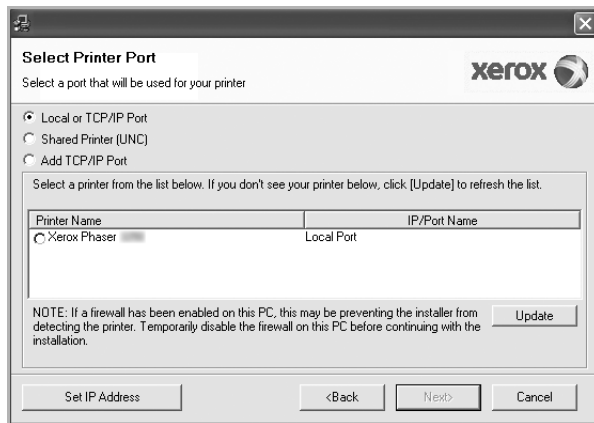 Select Printer Port
Select a port that will be used for your printer
xerox
Local or TCP/IP Port
Shared Printer (UNC)
Add TCP/IP Port
Select a printer from the list below. If you don't see your printer below, click [Update] to refresh the list.
Printer Name IP/Port Name
Xerox Phaser Local Port
NOTE: If a firewall has been enabled on this PC, this may be preventing the installer from
detecting the printer. Temporarily disable the firewall on this PC before continuing with the
installation.
Update
Set IP Address <Back Next> Cancel